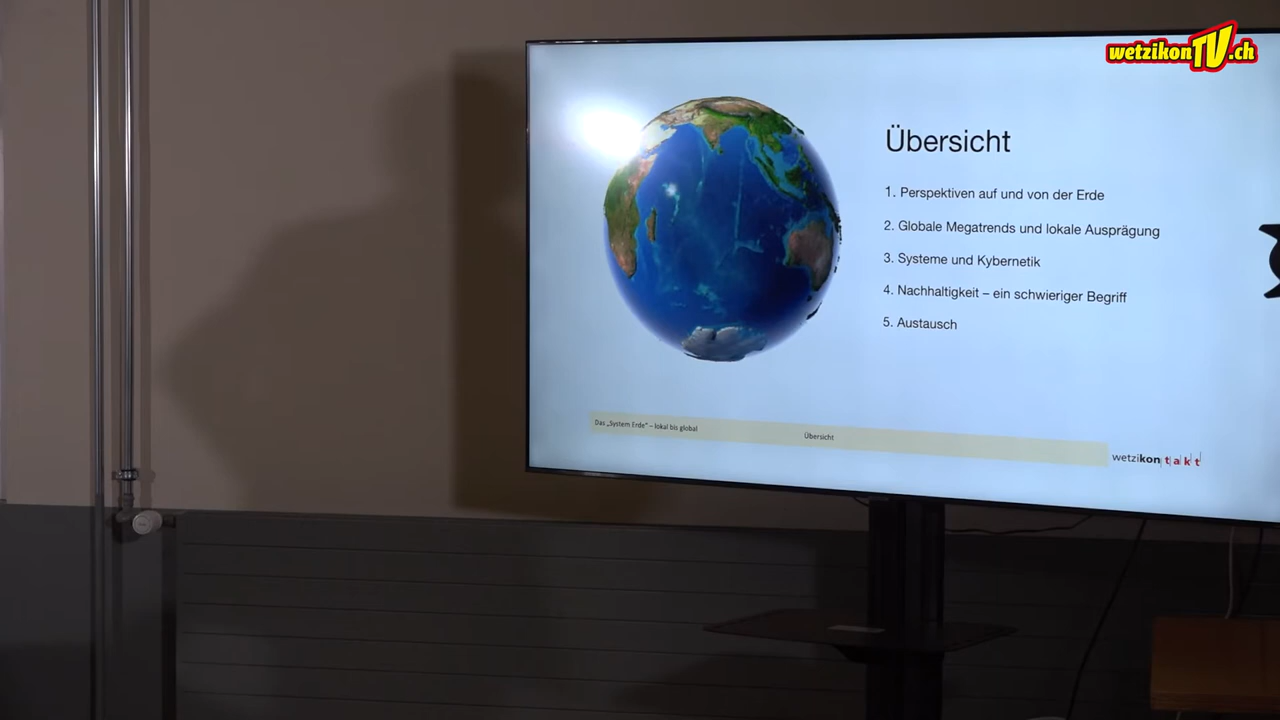 wetzikonTV.ch
Übersicht
1. Perspektiven auf und von der Erde
2. Globale Megatrends und lokale Ausprägung
3. Systeme und Kybernetik
4. Nachhaltigkeit – ein schwieriger Begriff
5. Austausch
Das „System Erde“ – lokal bis global
Übersicht
wetzikon|t|a|k|t